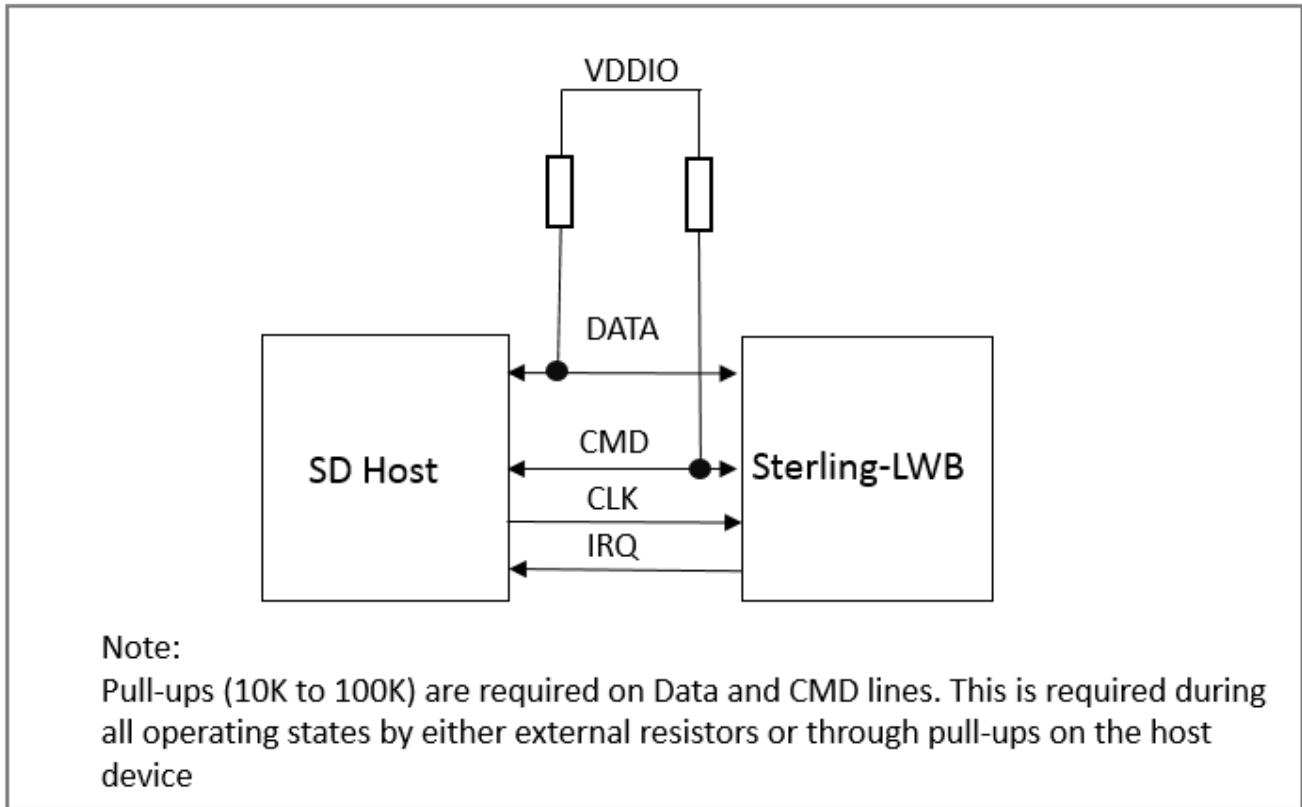 VDDIO
DATA
CMD
SD Host
Sterling-LWB
CLK
IRQ
Note:
Pull-ups (10K to 100K) are required on Data and CMD lines. This is required during
all operating states by either external resistors or through pull-ups on the host
device